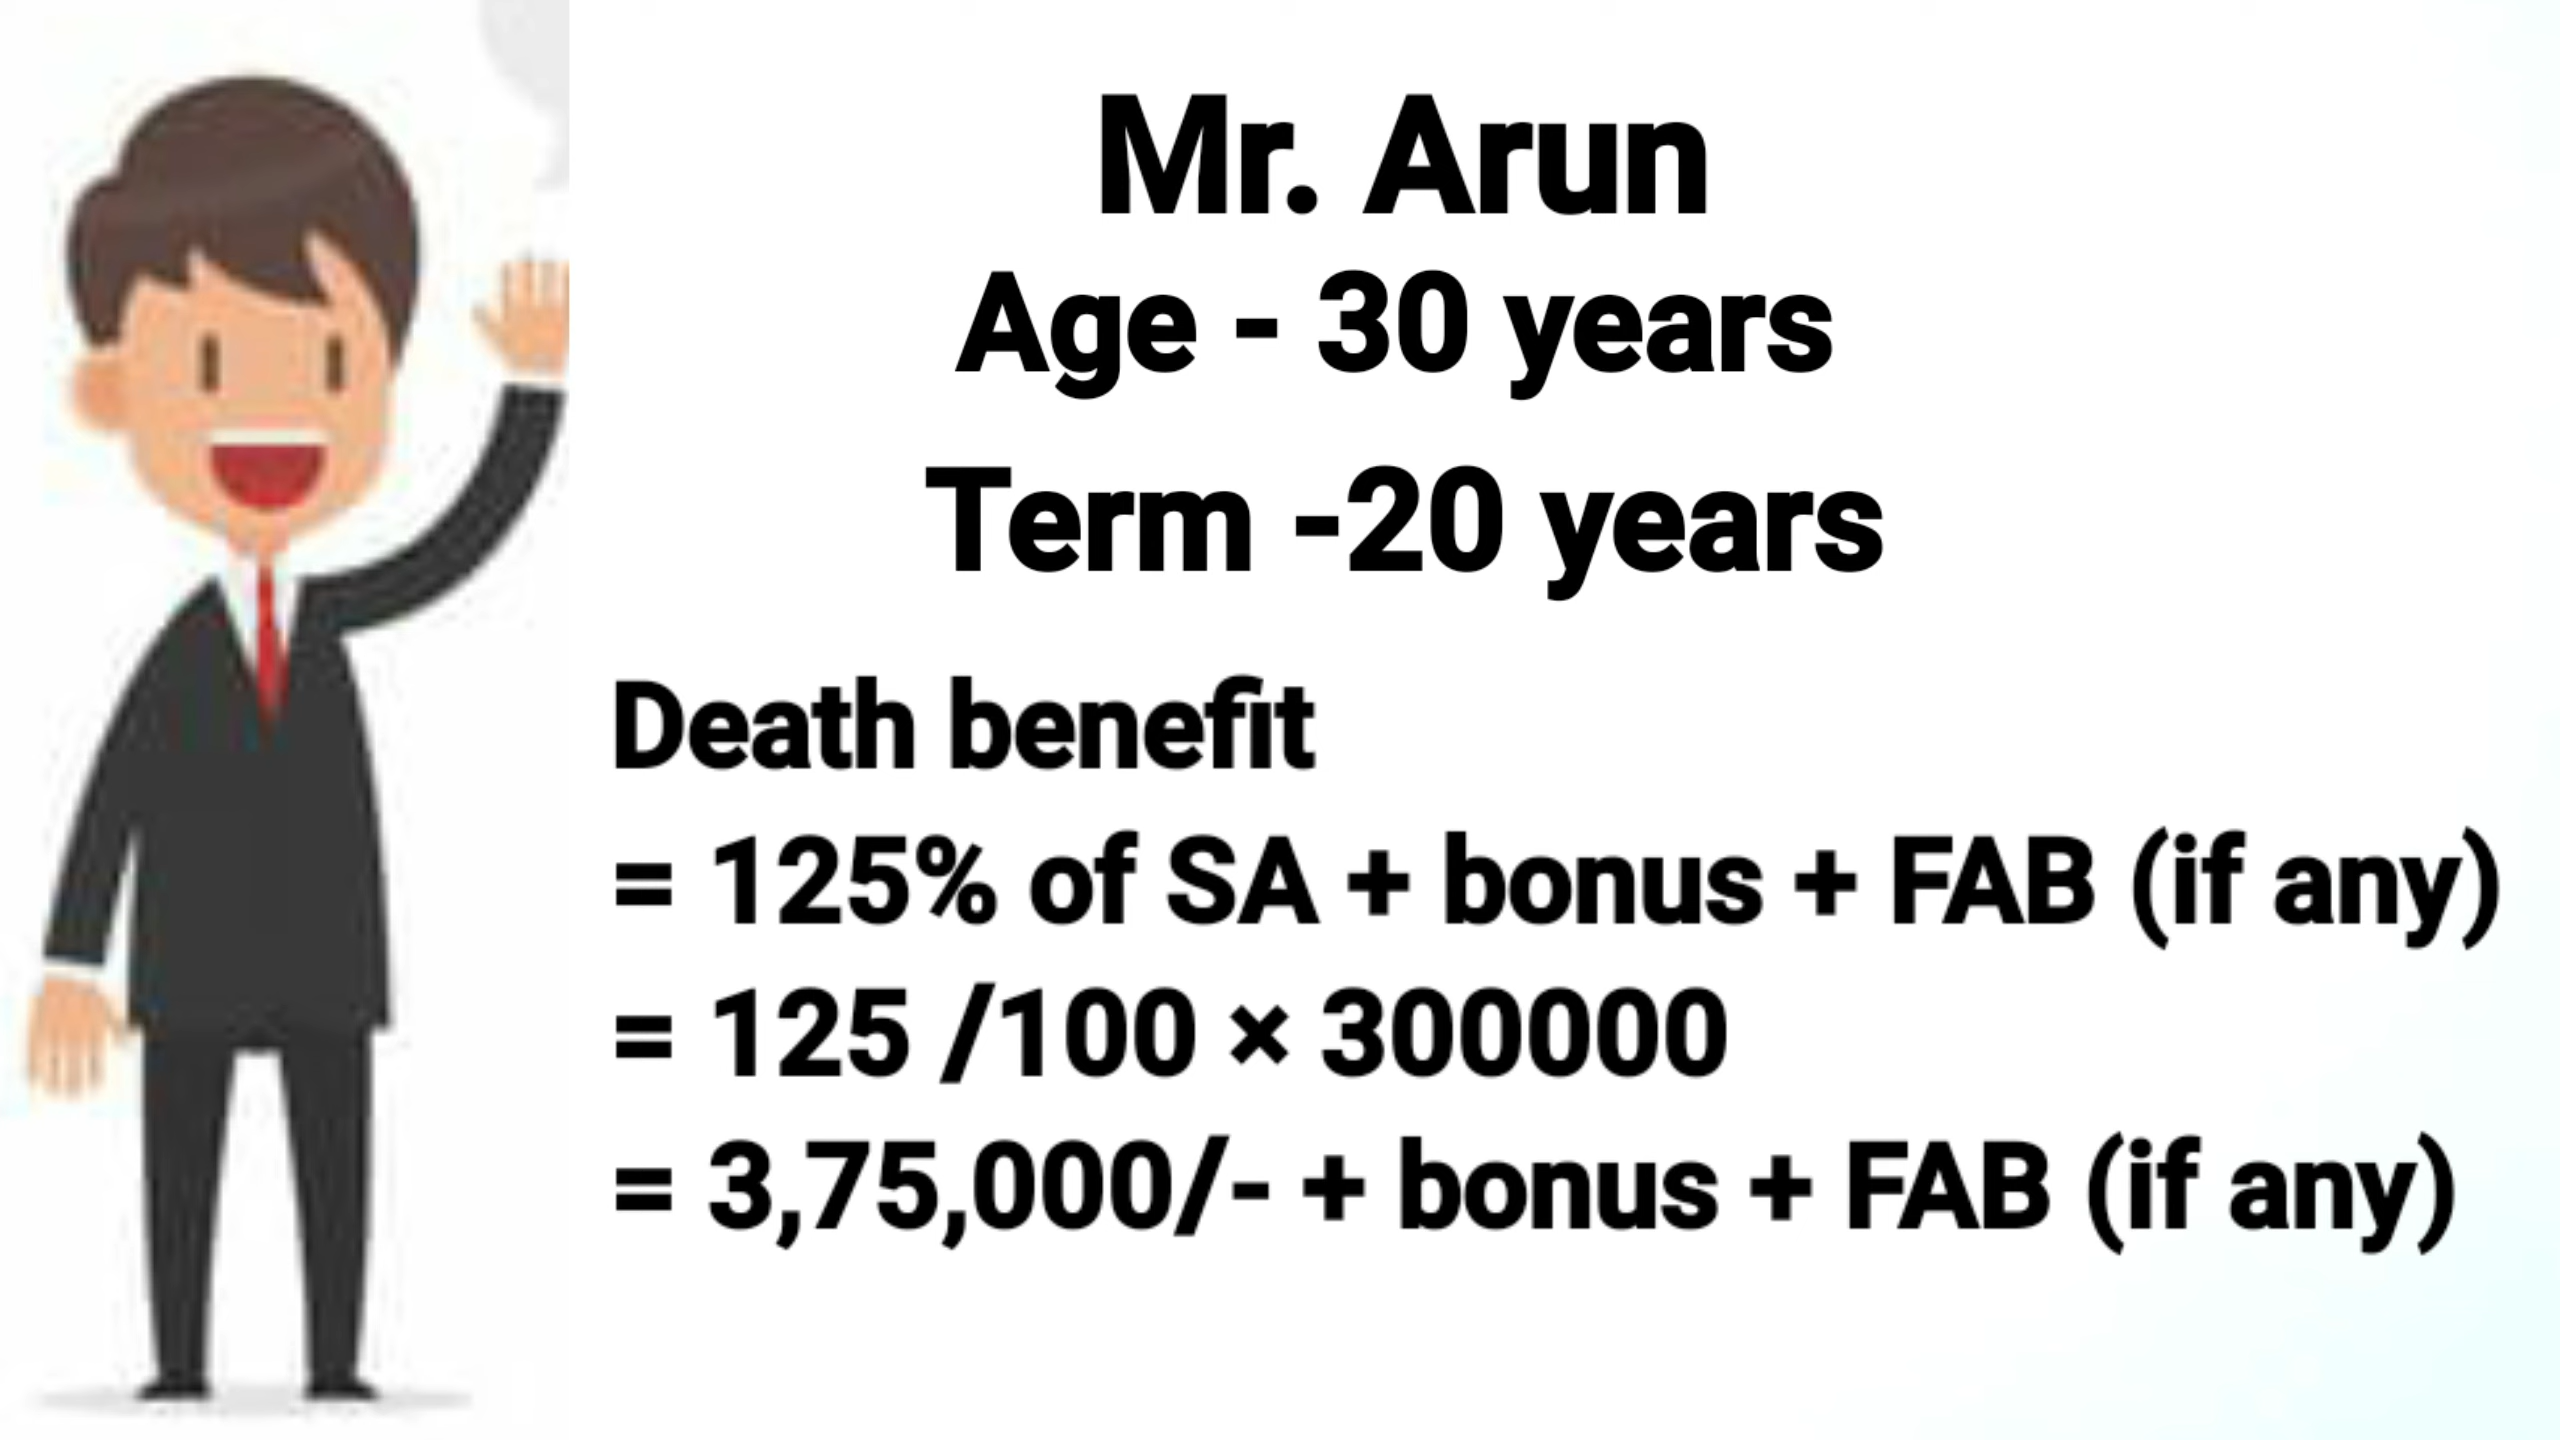 Mr. Arun
Age - 30 years
Term -20 years
Death benefit
= 125% of SA + bonus + FAB (if any)
= 125 /100 × 300000
= 3,75,000/- + bonus + FAB (if any)